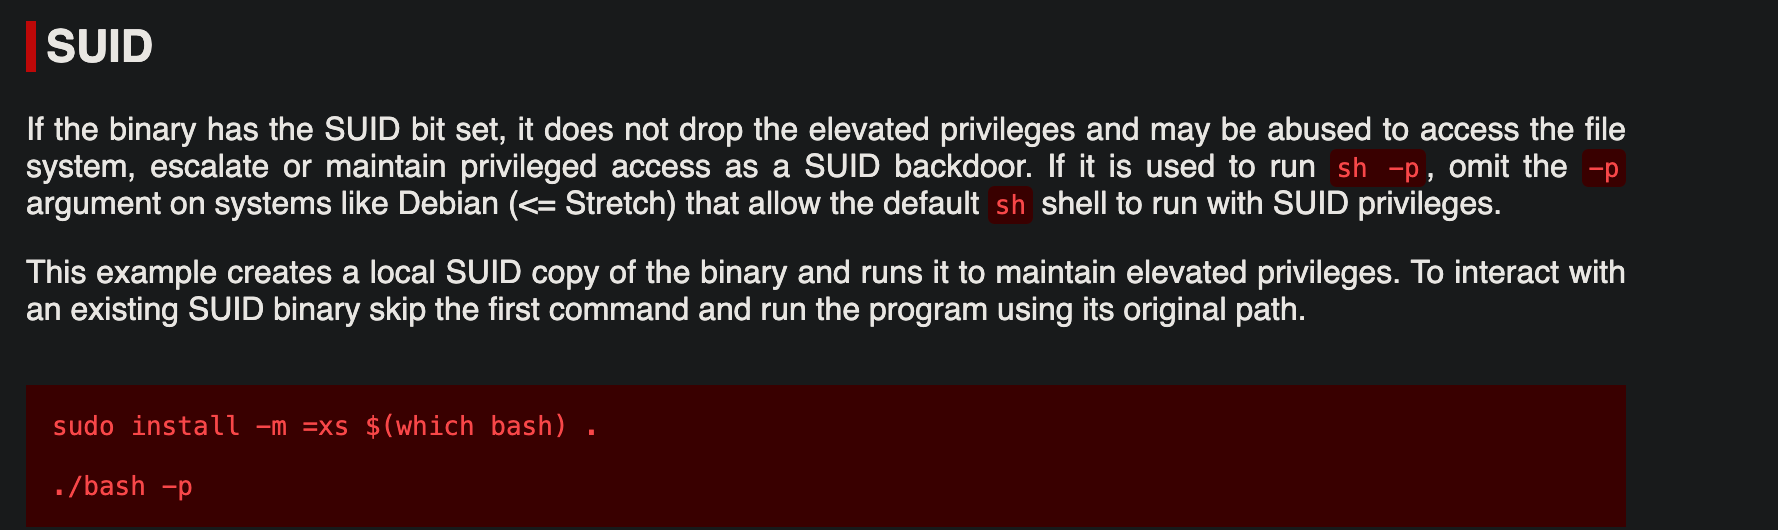 SUID
If the binary has the SUID bit set, it does not drop the elevated privileges and may be abused to access the file
system, escalate or maintain privileged access as a SUID backdoor. If it is used to run sh -p, omit the -p
argument on systems like Debian (<= Stretch) that allow the default sh shell to run with SUID privileges.
This example creates a local SUID copy of the binary and runs it to maintain elevated privileges. To interact with
an existing SUID binary skip the first command and run the program using its original path.
sudo install -m =xs $(which bash) .
./bash -p